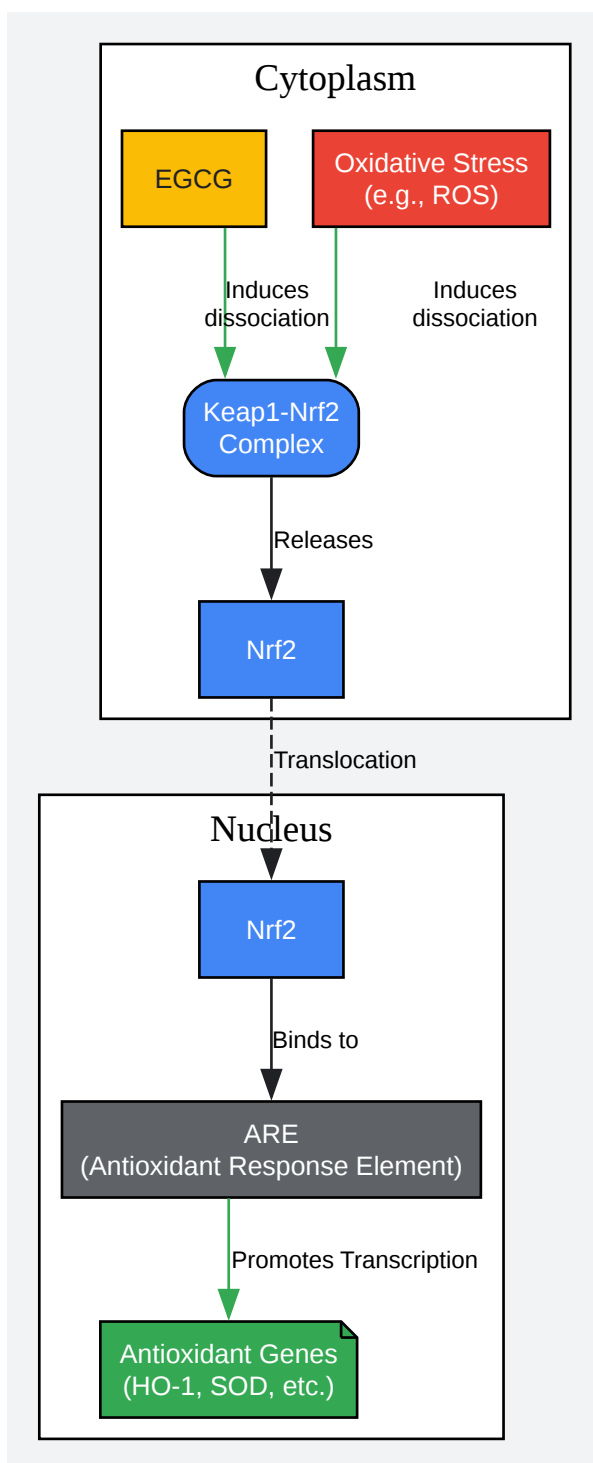 Cytoplasm
EGCG
Oxidative Stress
(e.g., ROS)
Induces
dissociation
Induces
dissociation
Keap1-Nrf2
Complex
Releases
Nrf2
Translocation
Nucleus
Nrf2
Binds to
ARE
(Antioxidant Response Element)
Promotes Transcription
Antioxidant Genes
(HO-1, SOD, etc.)